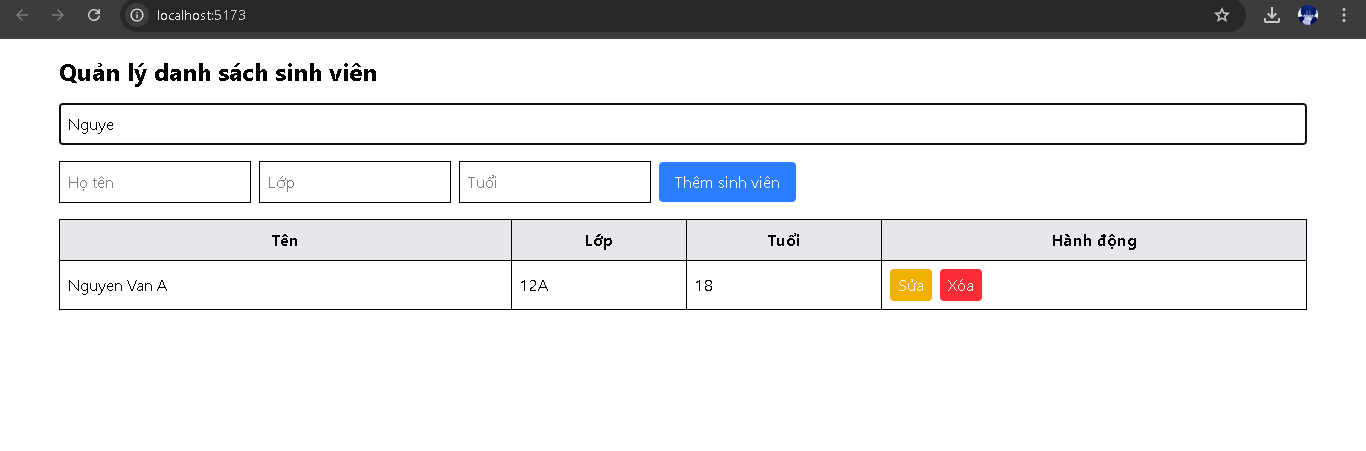 localhost:5173
Quản lý danh sách sinh viên
Nguye
Họ tên Lớp Tuổi Thêm sinh viên
Tên Lớp Tuổi Hành động
Nguyen Van A 12A 18 Sửa Xóa